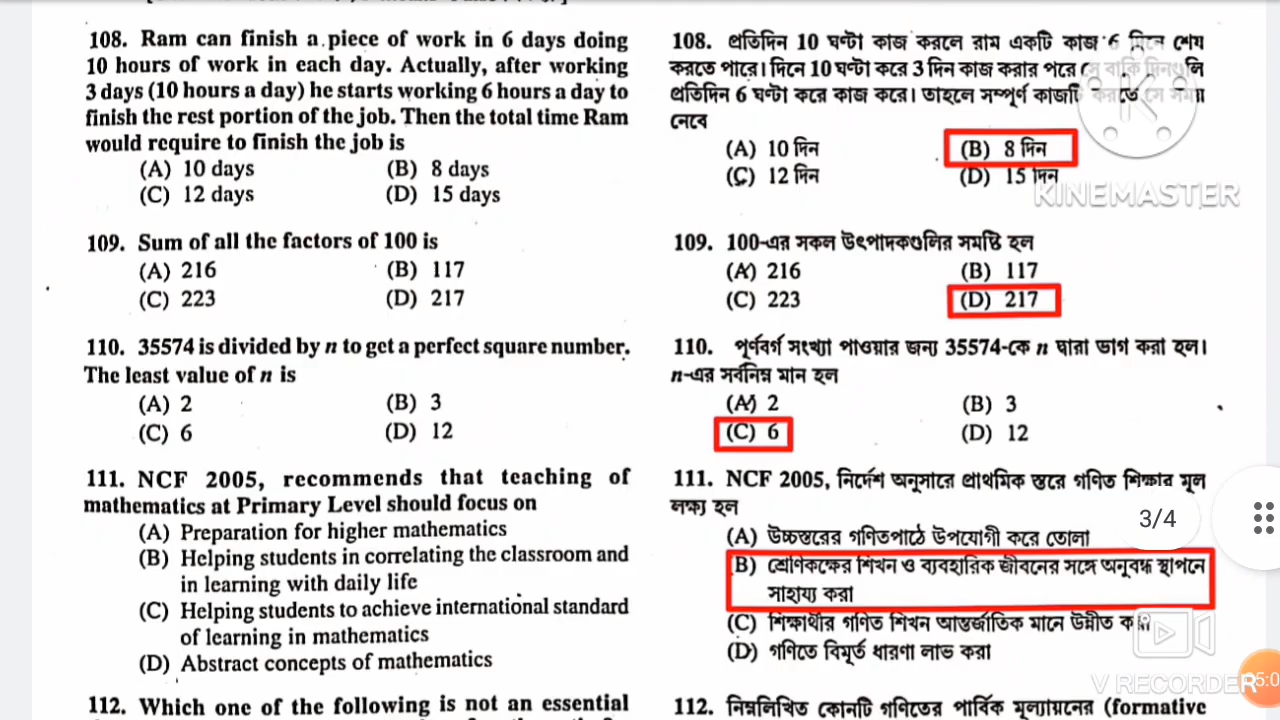 108. Ram can finish a piece of work in 6 days doing
10 hours of work in each day. Actually, after working
3 days (10 hours a day) he starts working 6 hours a day to
finish the rest portion of the job. Then the total time Ram
would require to finish the job is
(A) 10 days (B) 8 days
(C) 12 days (D) 15 days
109. Sum of all the factors of 100 is
(A) 216 (B) 117
(C) 223 (D) 217
110. 35574 is divided by n to get a perfect square number.
The least value of n is
(A) 2 (B) 3
(C) 6 (D) 12
111. NCF 2005, recommends that teaching of
mathematics at Primary Level should focus on
(A) Preparation for higher mathematics
(B) Helping students in correlating the classroom and
in learning with daily life
(C) Helping students to achieve international standard
of learning in mathematics
(D) Abstract concepts of mathematics
112. Which one of the following is not an essential
108. প্রতিদিন 10 ঘণ্টা কাজ করলে রাম একটি কাজ 6 দিনে শেষ
করতে পারে। দিনে 10 ঘণ্টা করে 3 দিন কাজ করার পরে সে বাকি দিনগুলি
প্রতিদিন 6 ঘণ্টা করে কাজ করে। তাহলে সম্পূর্ণ কাজটি করতে সে সময়
নেবে
(A) 10 দিন (B) 8 দিন
(C) 12 দিন (D) 15 দিন
KINEMASTER
109. 100-এর সকল উৎপাদকগুলির সমষ্টি হল
(A) 216 (B) 117
(C) 223 (D) 217
110. পূর্ণবর্গ সংখ্যা পাওয়ার জন্য 35574-কে n দ্বারা ভাগ করা হল।
n-এর সর্বনিম্ন মান হল
(A) 2 (B) 3
(C) 6 (D) 12
111. NCF 2005, নির্দেশ অনুসারে প্রাথমিক স্তরে গণিত শিক্ষার মূল
লক্ষ্য হল
3/4
(A) উচ্চস্তরের গণিতপাঠে উপযোগী করে তোলা
B) শ্রেণিকক্ষের শিখন ও ব্যবহারিক জীবনের সঙ্গে অনুবন্ধ স্থাপনে
সাহায্য করা
(C) শিক্ষার্থীর গণিত শিখন আন্তর্জাতিক মানে উন্নীত করা
(D) গণিতে বিমূর্ত ধারণা লাভ করা
V RECORDER
112. নিম্নলিখিত কোনটি গণিতের পার্বিক মূল্যায়নের (formative